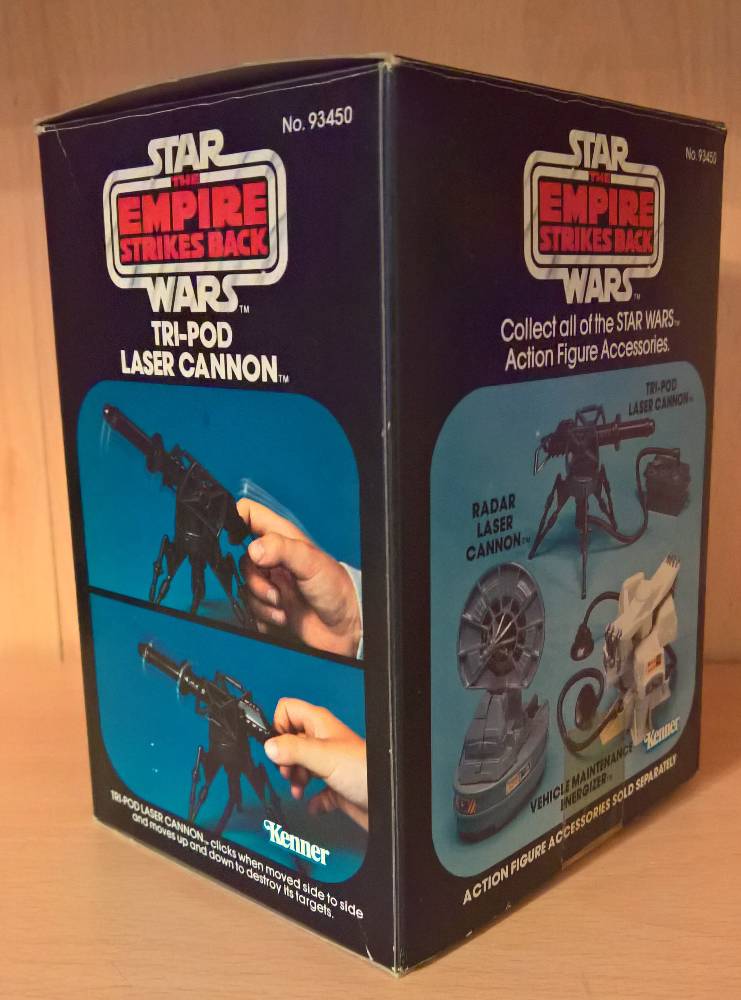 No. 93450
STAR
THE
EMPIRE
STRIKES BACK
WARS™
TRI-POD
LASER CANNON™
TRI-POD LASER CANNON™ clicks when moved side to side
and moves up and down to destroy its targets.
Kenner
No. 93450
STAR
THE
EMPIRE
STRIKES BACK
WARS™
Collect all of the STAR WARS™
Action Figure Accessories.
TRI-POD
LASER CANNON™
RADAR
LASER
CANNON™
VEHICLE MAINTENANCE
ENERGIZER™
Kenner
ACTION FIGURE ACCESSORIES SOLD SEPARATELY